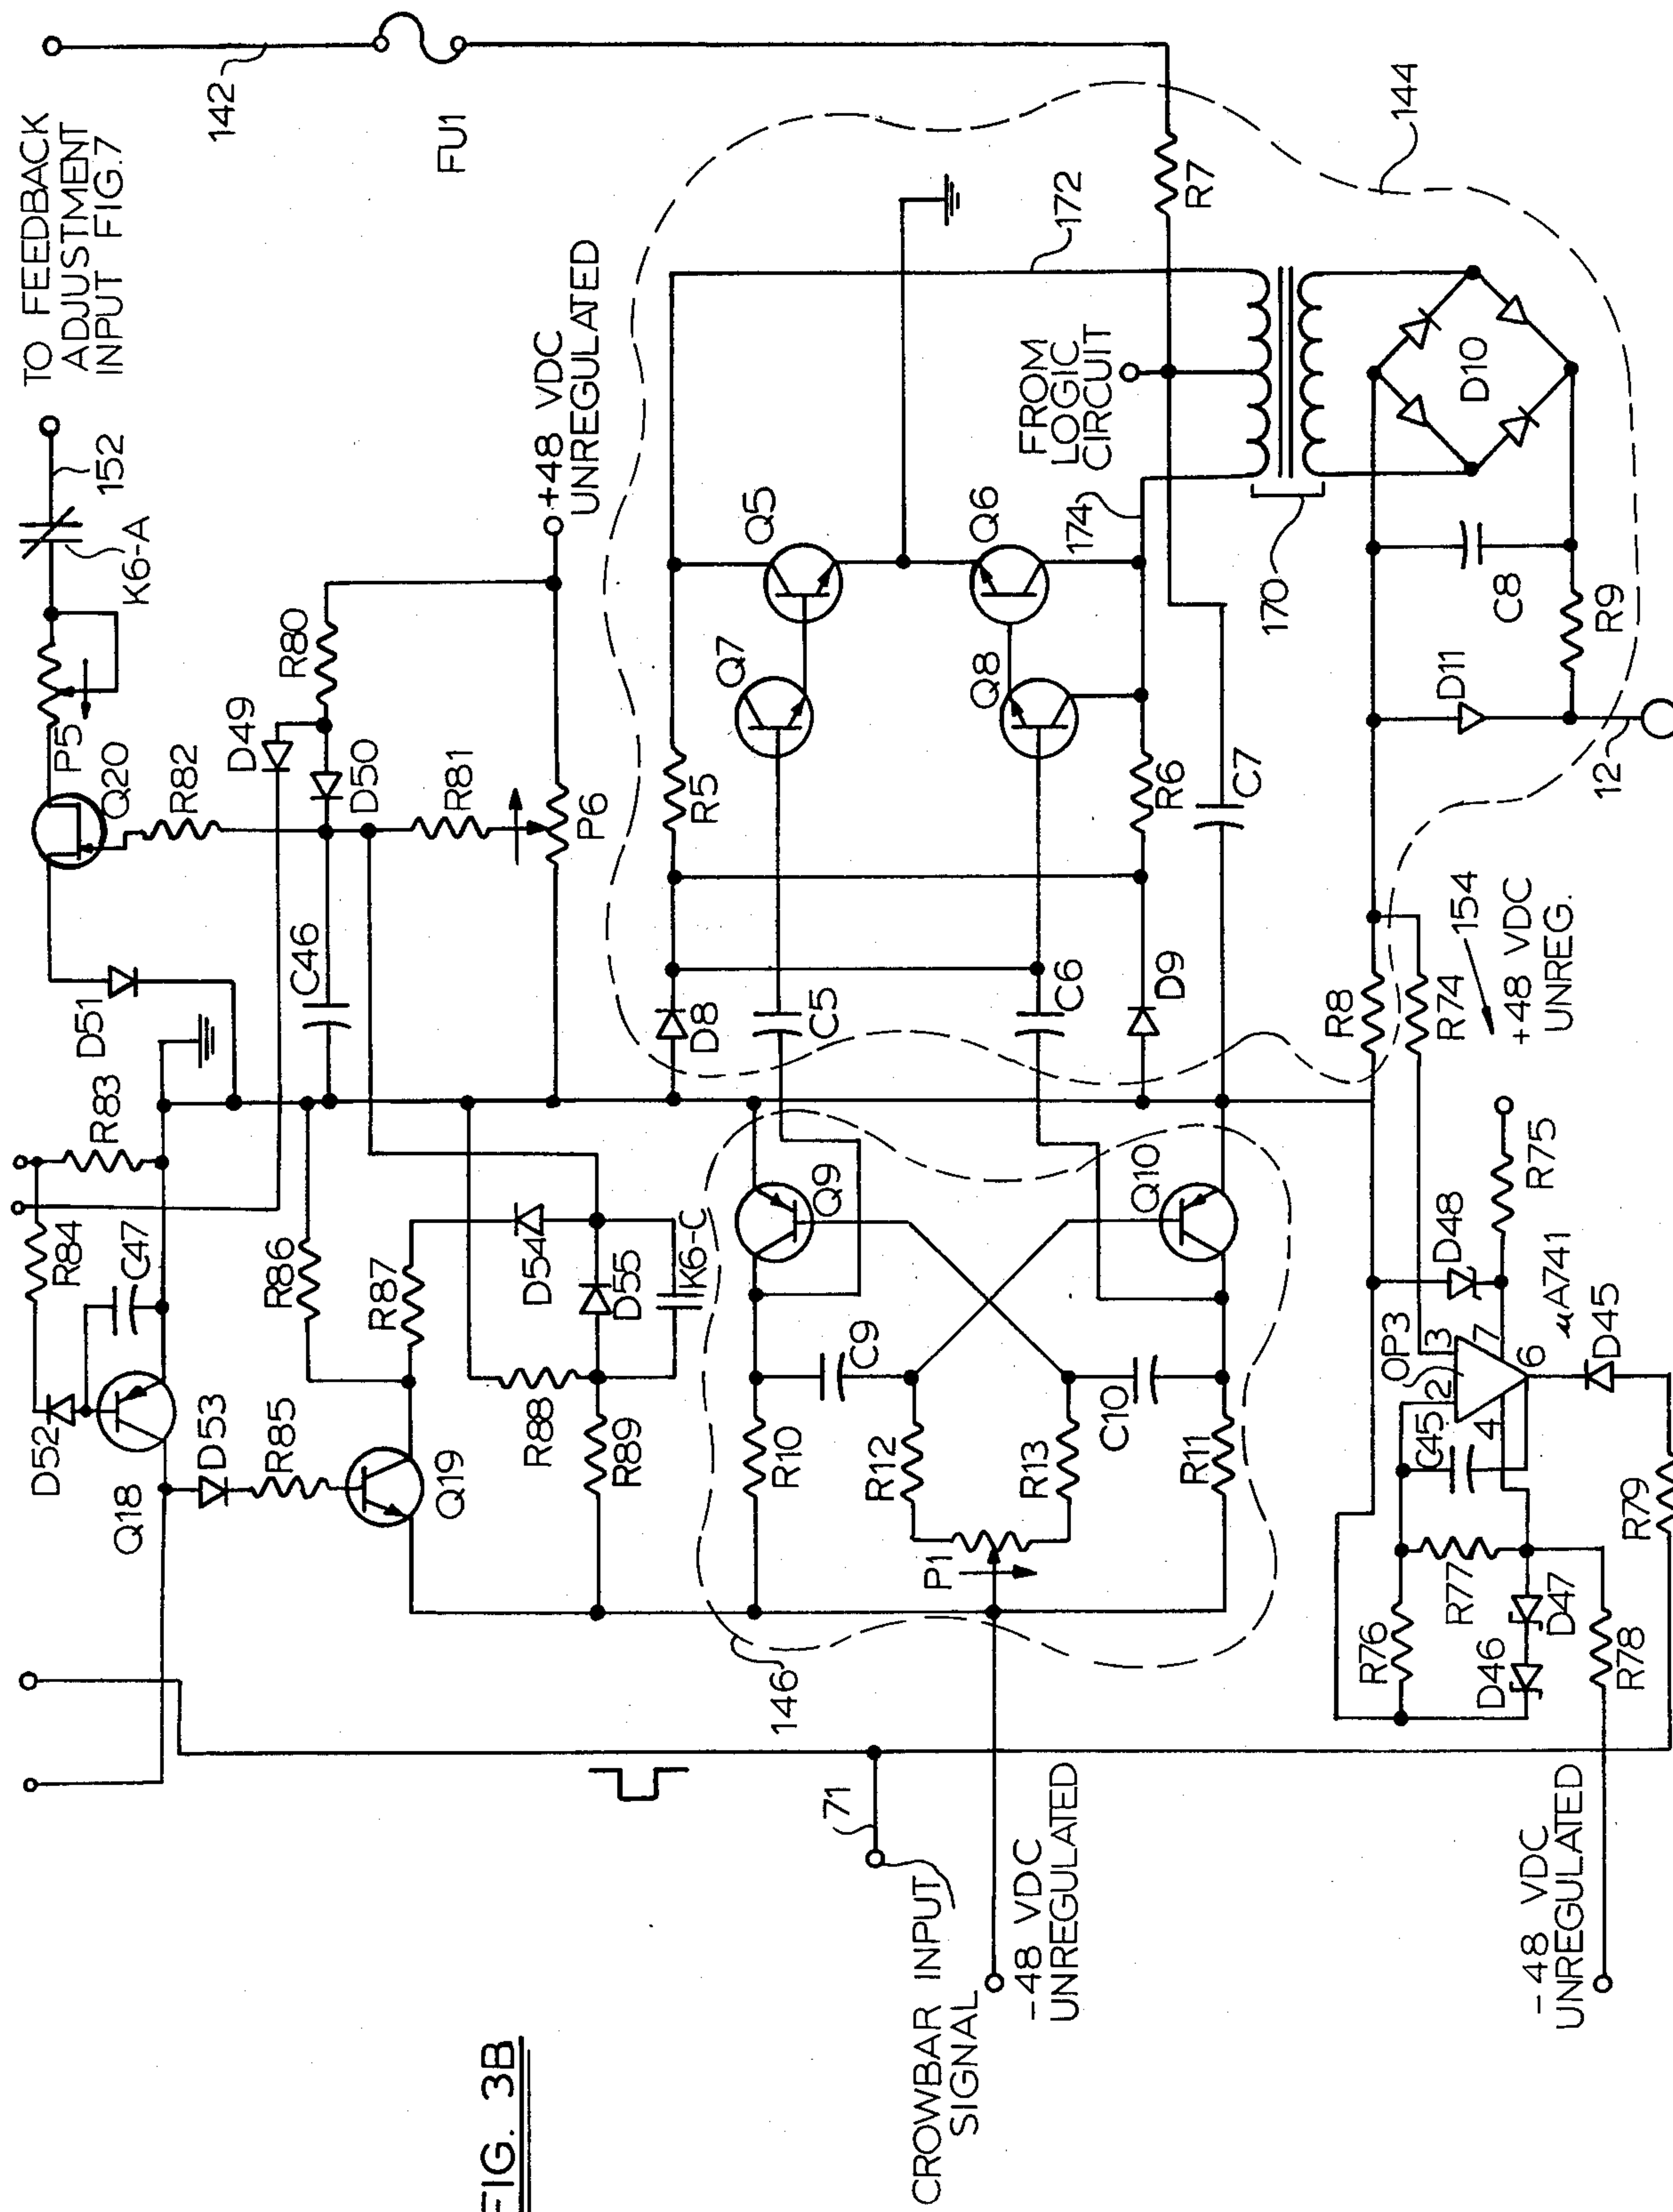 TO FEEDBACK
ADJUSTMENT
INPUT FIG.7
142
FU1
152
K6-A
P5
Q20
R82
D49
R80
D50
R81
P6
+48 VDC
UNREGULATED
D51
C46
R83
R84
C47
D52
Q18
D53
R85
Q19
R86
R87
D54
D55
K6-C
R88
R89
144
172
R7
Q5
Q7
Q6
Q8
174
FROM
LOGIC
CIRCUIT
170
R5
R6
C7
D8
C5
C6
D9
D10
C8
R9
D11
12
Q9
Q10
C9
C10
R10
R12
R13
R11
P1
146
R8
R74
154
+48 VDC
UNREG.
R75
D48
OP3
3
2
7
4
6
μA741
D45
C45
R76
R77
D46
D47
R78
R79
71
CROWBAR INPUT
SIGNAL
-48 VDC
UNREGULATED
-48 VDC
UNREGULATED
FIG. 3B